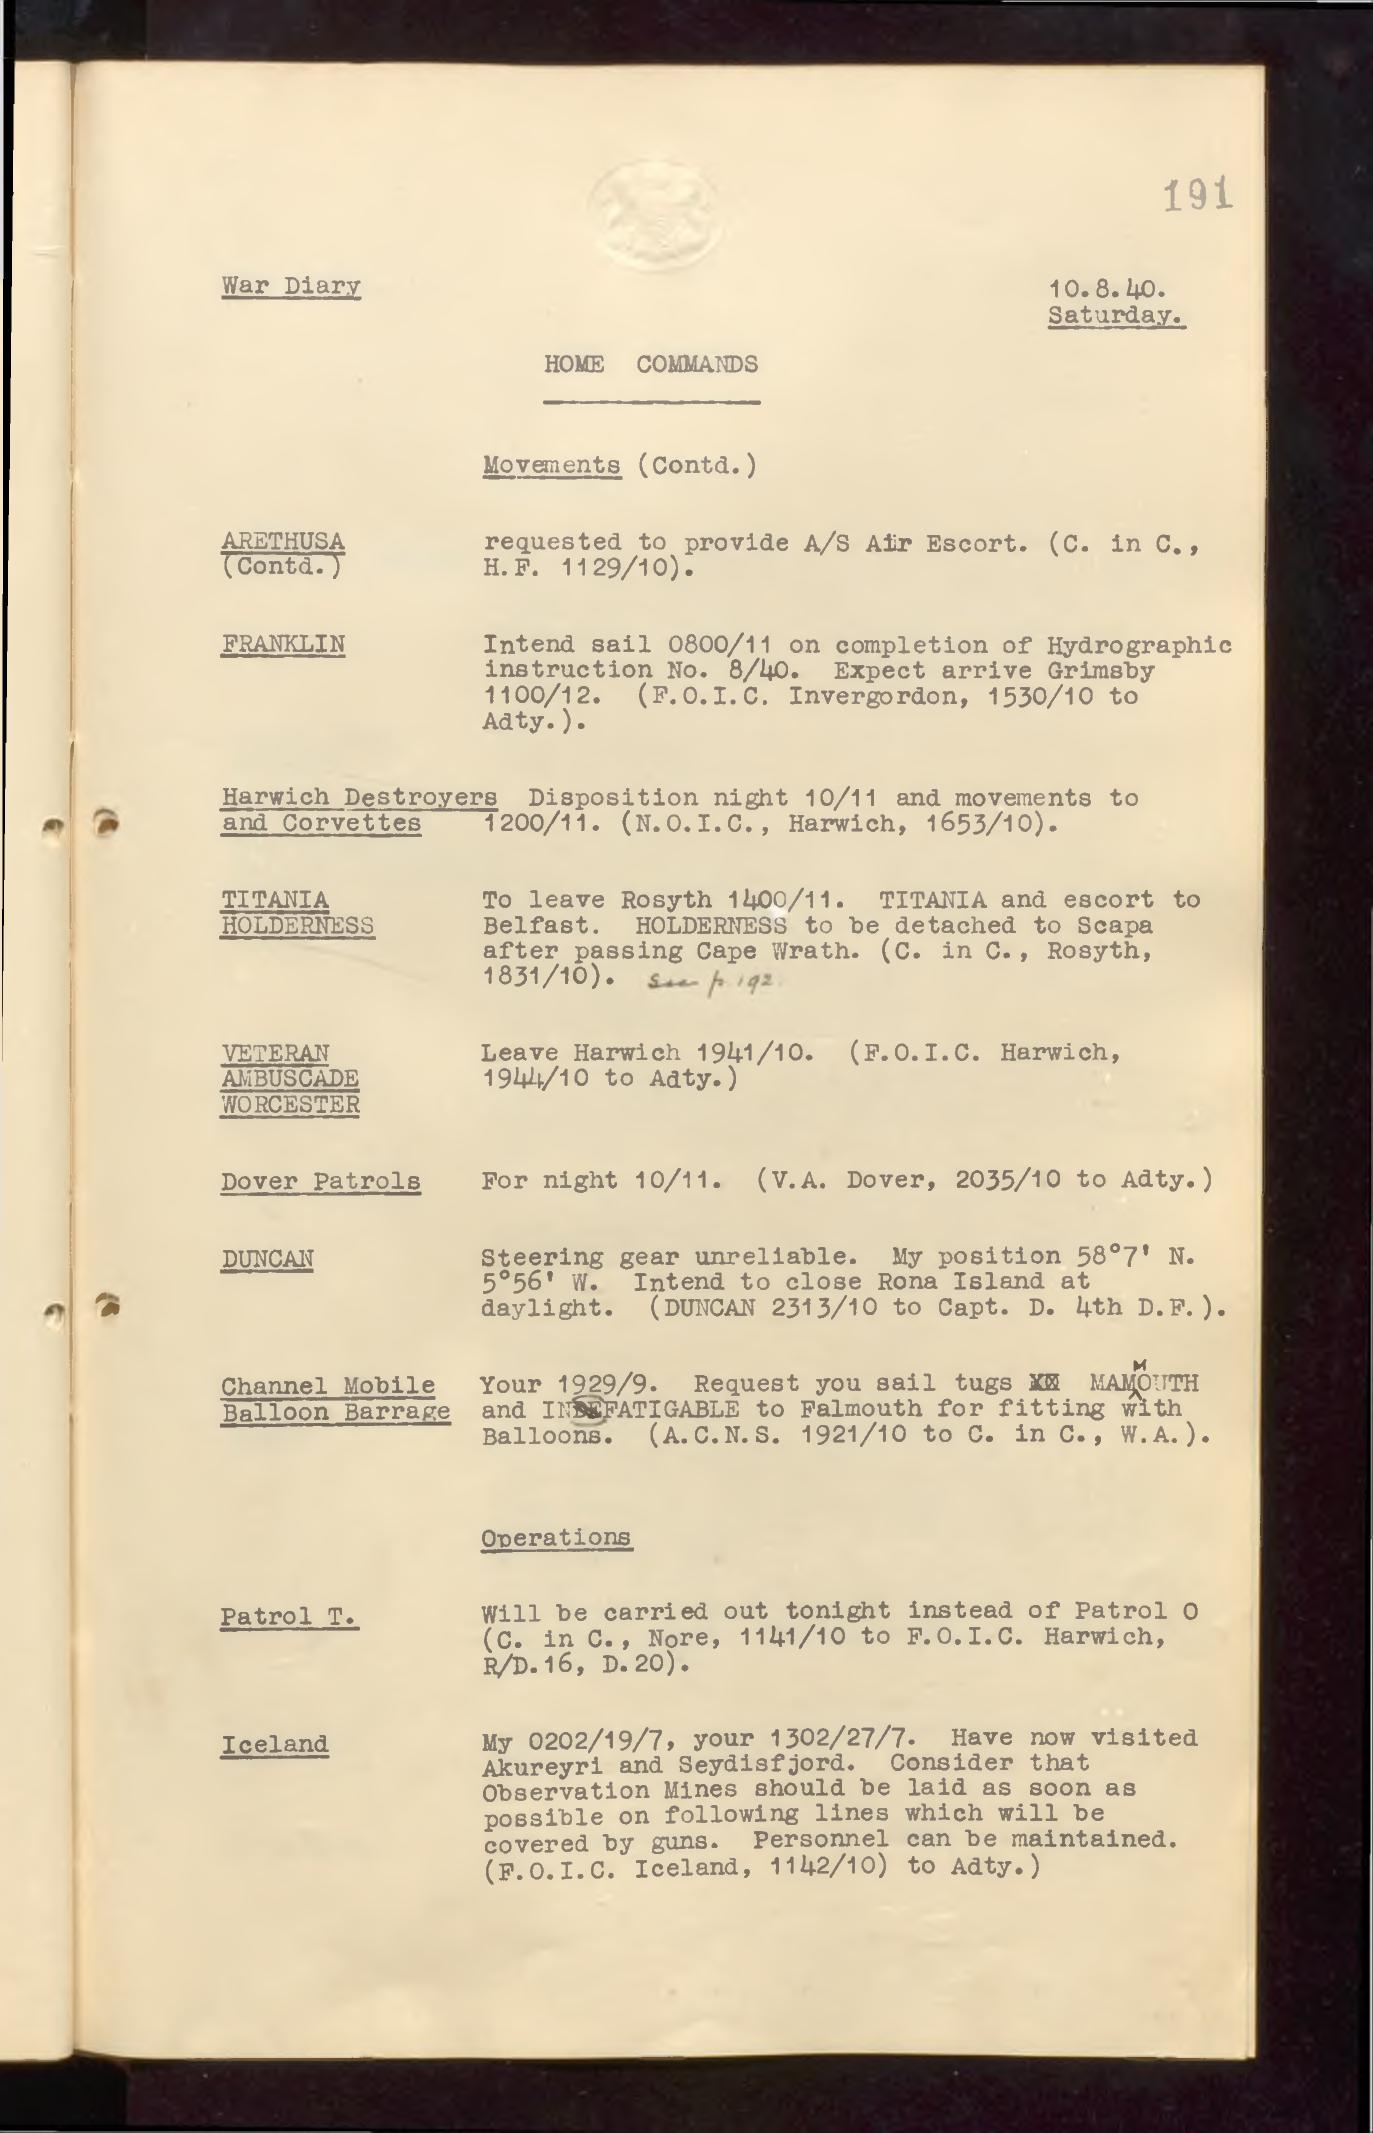 191
War Diary 10.8.40.
Saturday.
HOME COMMANDS
Movements (Contd.)
ARETHUSA requested to provide A/S Air Escort. (C. in C.,
(Contd.) H.F. 1129/10).
FRANKLIN Intend sail 0800/11 on completion of Hydrographic
instruction No. 8/40. Expect arrive Grimsby
1100/12. (F.O.I.C. Invergordon, 1530/10 to
Adty.).
Harwich Destroyers Disposition night 10/11 and movements to
and Corvettes 1200/11. (N.O.I.C., Harwich, 1653/10).
TITANIA To leave Rosyth 1400/11. TITANIA and escort to
HOLDERNESS Belfast. HOLDERNESS to be detached to Scapa
after passing Cape Wrath. (C. in C., Rosyth,
1831/10). See p. 192.
VETERAN Leave Harwich 1941/10. (F.O.I.C. Harwich,
AMBUSCADE 1944/10 to Adty.)
WORCESTER
Dover Patrols For night 10/11. (V.A. Dover, 2035/10 to Adty.)
DUNCAN Steering gear unreliable. My position 58°7' N.
5°56' W. Intend to close Rona Island at
daylight. (DUNCAN 2313/10 to Capt. D. 4th D.F.).
Channel Mobile Your 1929/9. Request you sail tugs MAMMOUTH
Balloon Barrage and INDEFATIGABLE to Falmouth for fitting with
Balloons. (A.C.N.S. 1921/10 to C. in C., W.A.).
Operations
Patrol T. Will be carried out tonight instead of Patrol O
(C. in C., Nore, 1141/10 to F.O.I.C. Harwich,
R/D.16, D.20).
Iceland My 0202/19/7, your 1302/27/7. Have now visited
Akureyri and Seydisfjord. Consider that
Observation Mines should be laid as soon as
possible on following lines which will be
covered by guns. Personnel can be maintained.
(F.O.I.C. Iceland, 1142/10) to Adty.)